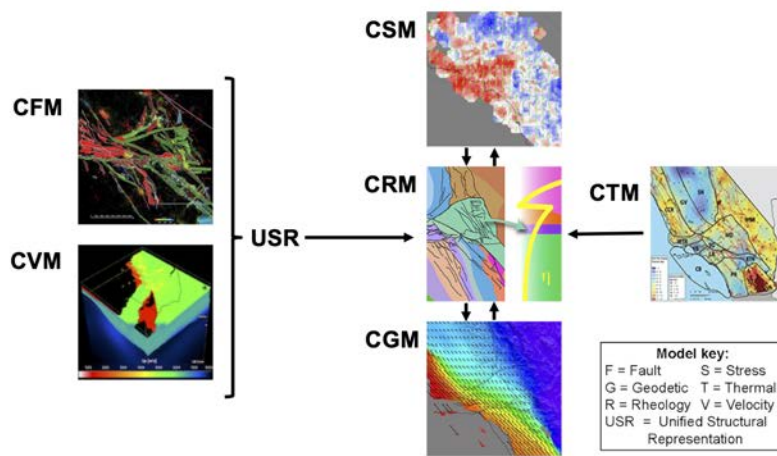 CSM
CFM
CRM
CTM
USR
CVM
CGM
η
Model key:
F = Fault S = Stress
G = Geodetic T = Thermal
R = Rheology V = Velocity
USR = Unified Structural
Representation